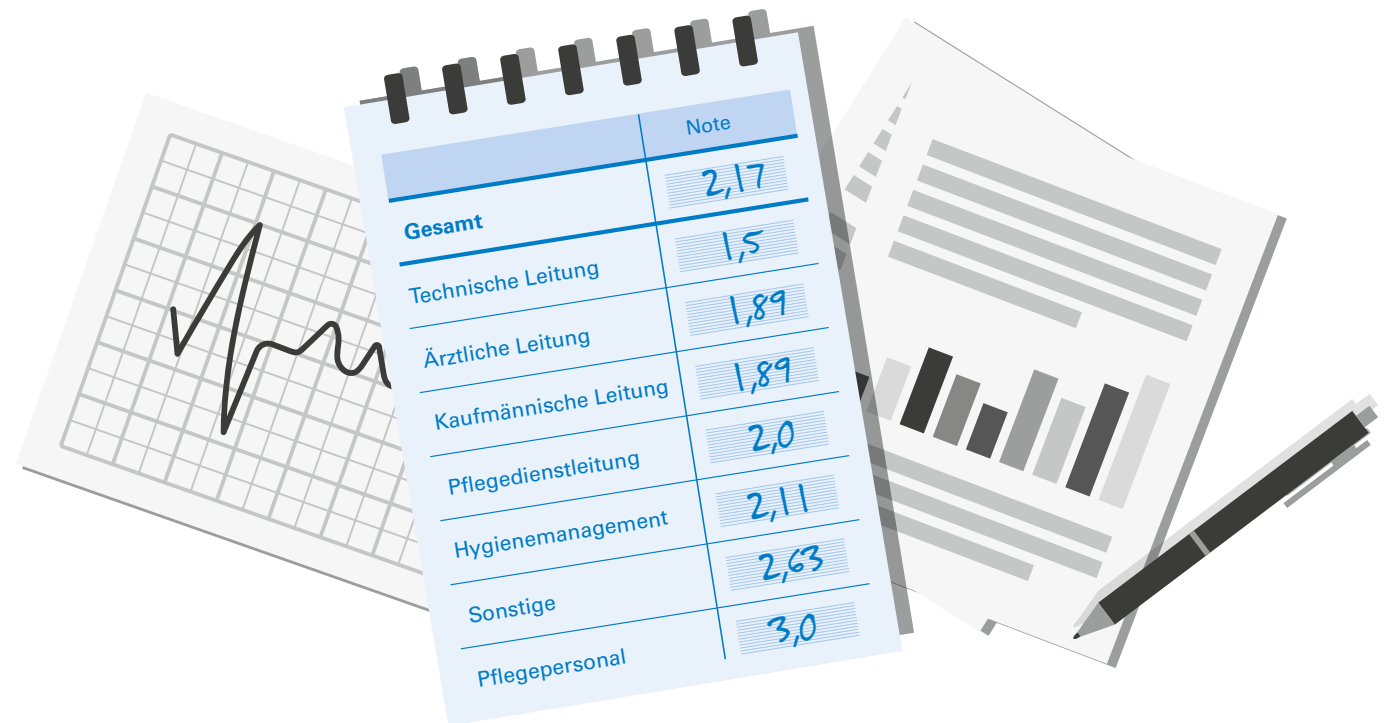 Note
Gesamt 2,17
Technische Leitung 1,5
Ärztliche Leitung 1,89
Kaufmännische Leitung 1,89
Pflegedienstleitung 2,0
Hygienemanagement 2,11
Sonstige 2,63
Pflegepersonal 3,0